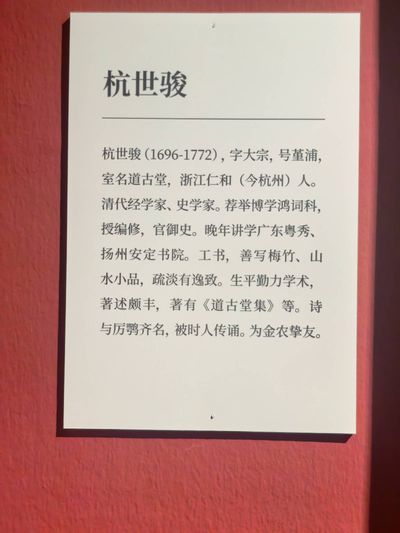 杭世骏
杭世骏（1696-1772），字大宗，号堇浦，
室名道古堂，浙江仁和（今杭州）人。
清代经学家、史学家。荐举博学鸿词科，
授编修，官御史。晚年讲学广东粤秀、
扬州安定书院。工书，善写梅竹、山
水小品，疏淡有逸致。生平勤力学术，
著述颇丰，著有《道古堂集》等。诗
与厉鹗齐名，被时人传诵。为金农挚友。